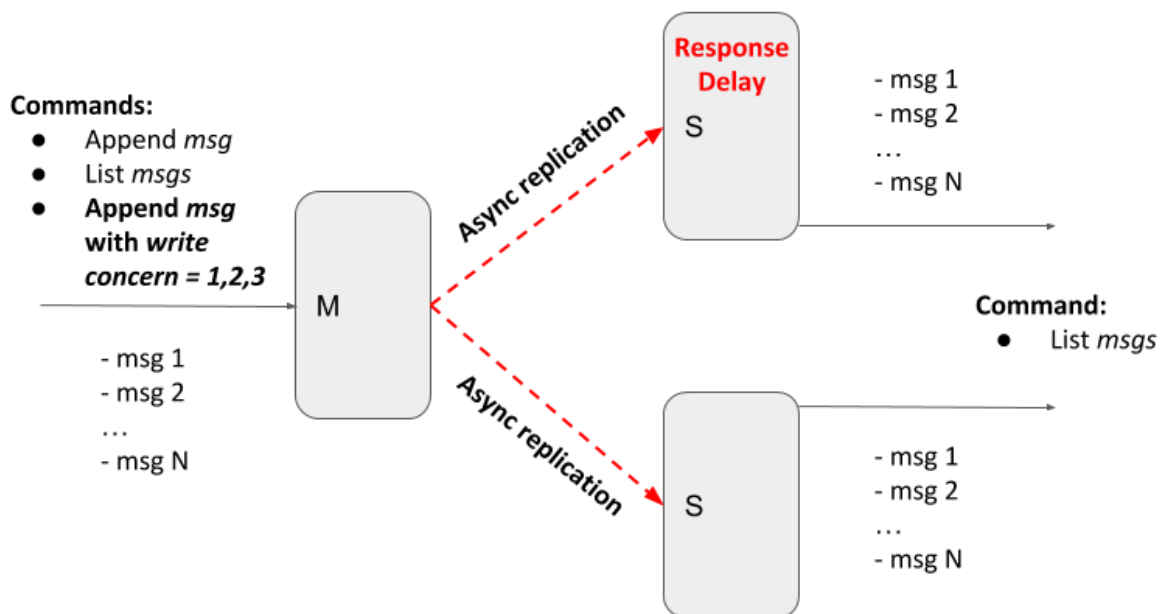 Commands:
● Append msg
● List msgs
● Append msg
with write
concern = 1,2,3
M
- msg 1
- msg 2
...
- msg N
Async replication
Async replication
Response
Delay
S
- msg 1
- msg 2
...
- msg N
Command:
● List msgs
S
- msg 1
- msg 2
...
- msg N